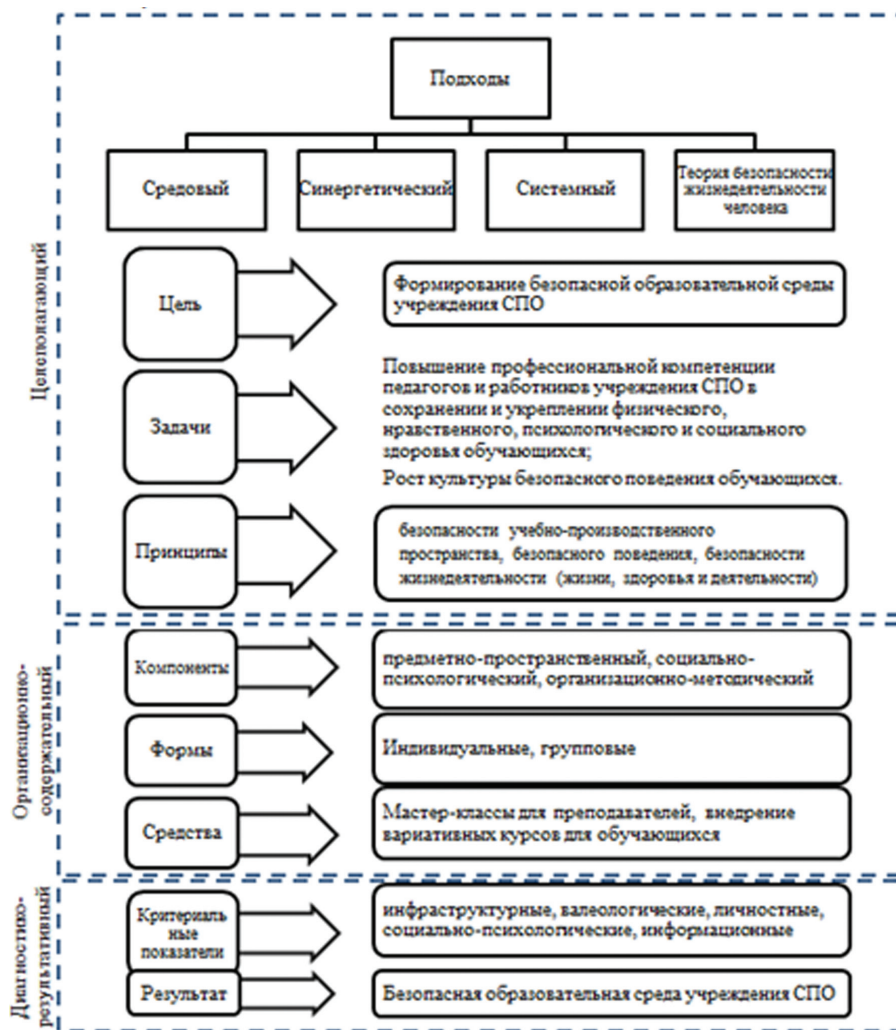 Подходы
Средовый
Синергетический
Системный
Теория безопасности
жизнедеятельности
человека
Целеполагающий
Цель
Формирование безопасной образовательной среды
учреждения СПО
Задачи
Повышение профессиональной компетенции
педагогов и работников учреждения СПО в
сохранении и укреплении физического,
нравственного, психологического и социального
здоровья обучающихся;
Рост культуры безопасного поведения обучающихся.
Принципы
безопасности учебно-производственного
пространства, безопасного поведения, безопасности
жизнедеятельности (жизни, здоровья и деятельности)
Организационно-
содержательный
Компоненты
предметно-пространственный, социально-
психологический, организационно-методический
Формы
Индивидуальные, групповые
Средства
Мастер-классы для преподавателей, внедрение
вариативных курсов для обучающихся
Диагностико-
результативный
Критериаль
ные
показатели
инфраструктурные, валеологические, личностные,
социально-психологические, информационные
Результат
Безопасная образовательная среда учреждения СПО